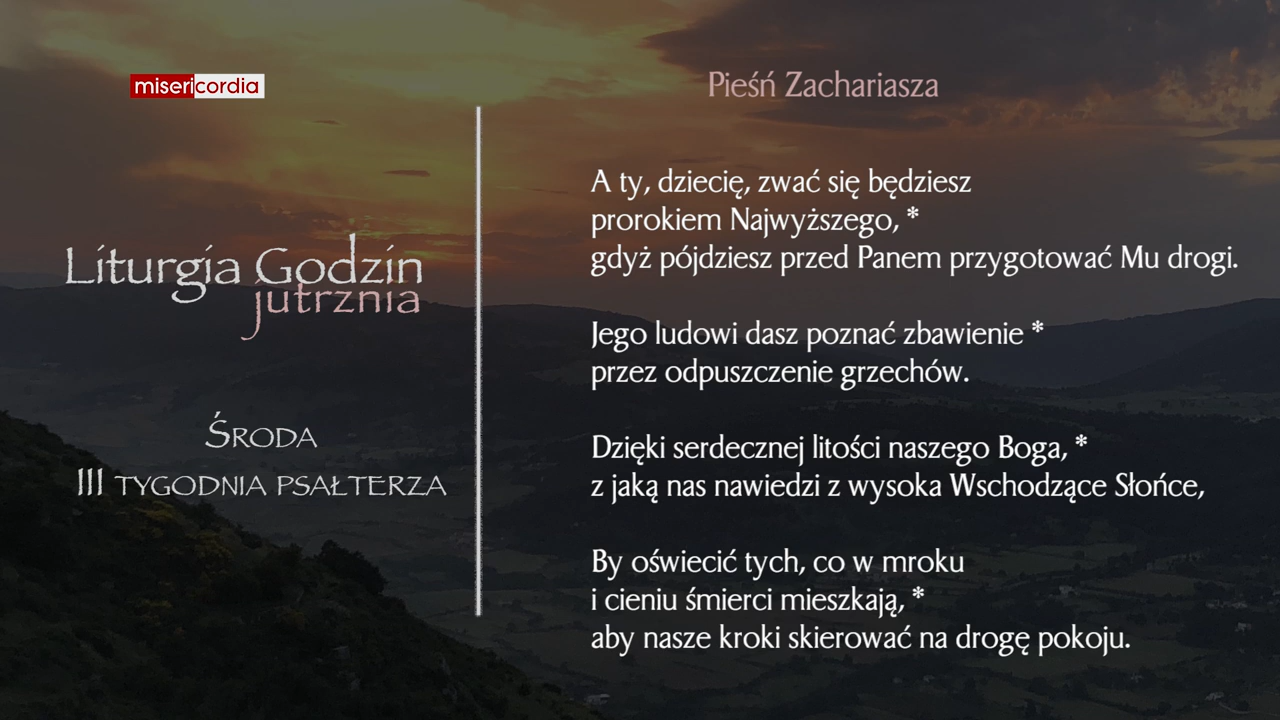 misericordia
Liturgia Godzin
jutrznia
Środa
III tygodnia psałterza
Pieśń Zachariasza
A ty, dziecię, zwać się będziesz
prorokiem Najwyższego, *
gdyż pójdziesz przed Panem przygotować Mu drogi.
Jego ludowi dasz poznać zbawienie *
przez odpuszczenie grzechów.
Dzięki serdecznej litości naszego Boga, *
z jaką nas nawiedzi z wysoka Wschodzące Słońce,
By oświecić tych, co w mroku
i cieniu śmierci mieszkają, *
aby nasze kroki skierować na drogę pokoju.